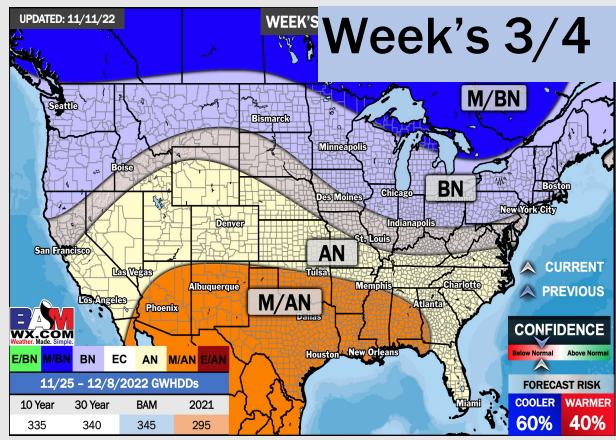 UPDATED: 11/11/22
WEEK'S
Week's 3/4
M/BN
Seattle
Bismarck
Minneapolis
Boise
BN
Chicago
Boston
Des Moines
New York City
Indianapolis
Denver
St. Louis
San Francisco
AN
CURRENT
Las Vegas
Tulsa
PREVIOUS
Albuquerque
Memphis
Charlotte
Los Angeles
M/AN
Atlanta
Phoenix
Dallas
BAM
WX.COM
Weather. Made. Simple.
CONFIDENCE
Below Normal Above Normal
Houston New Orleans
E/BN M/BN BN EC AN M/AN E/AN
11/25 – 12/8/2022 GWHDDs
FORECAST RISK
10 Year 30 Year BAM 2021
335 340 345 295
Miami
COOLER WARMER
60% 40%